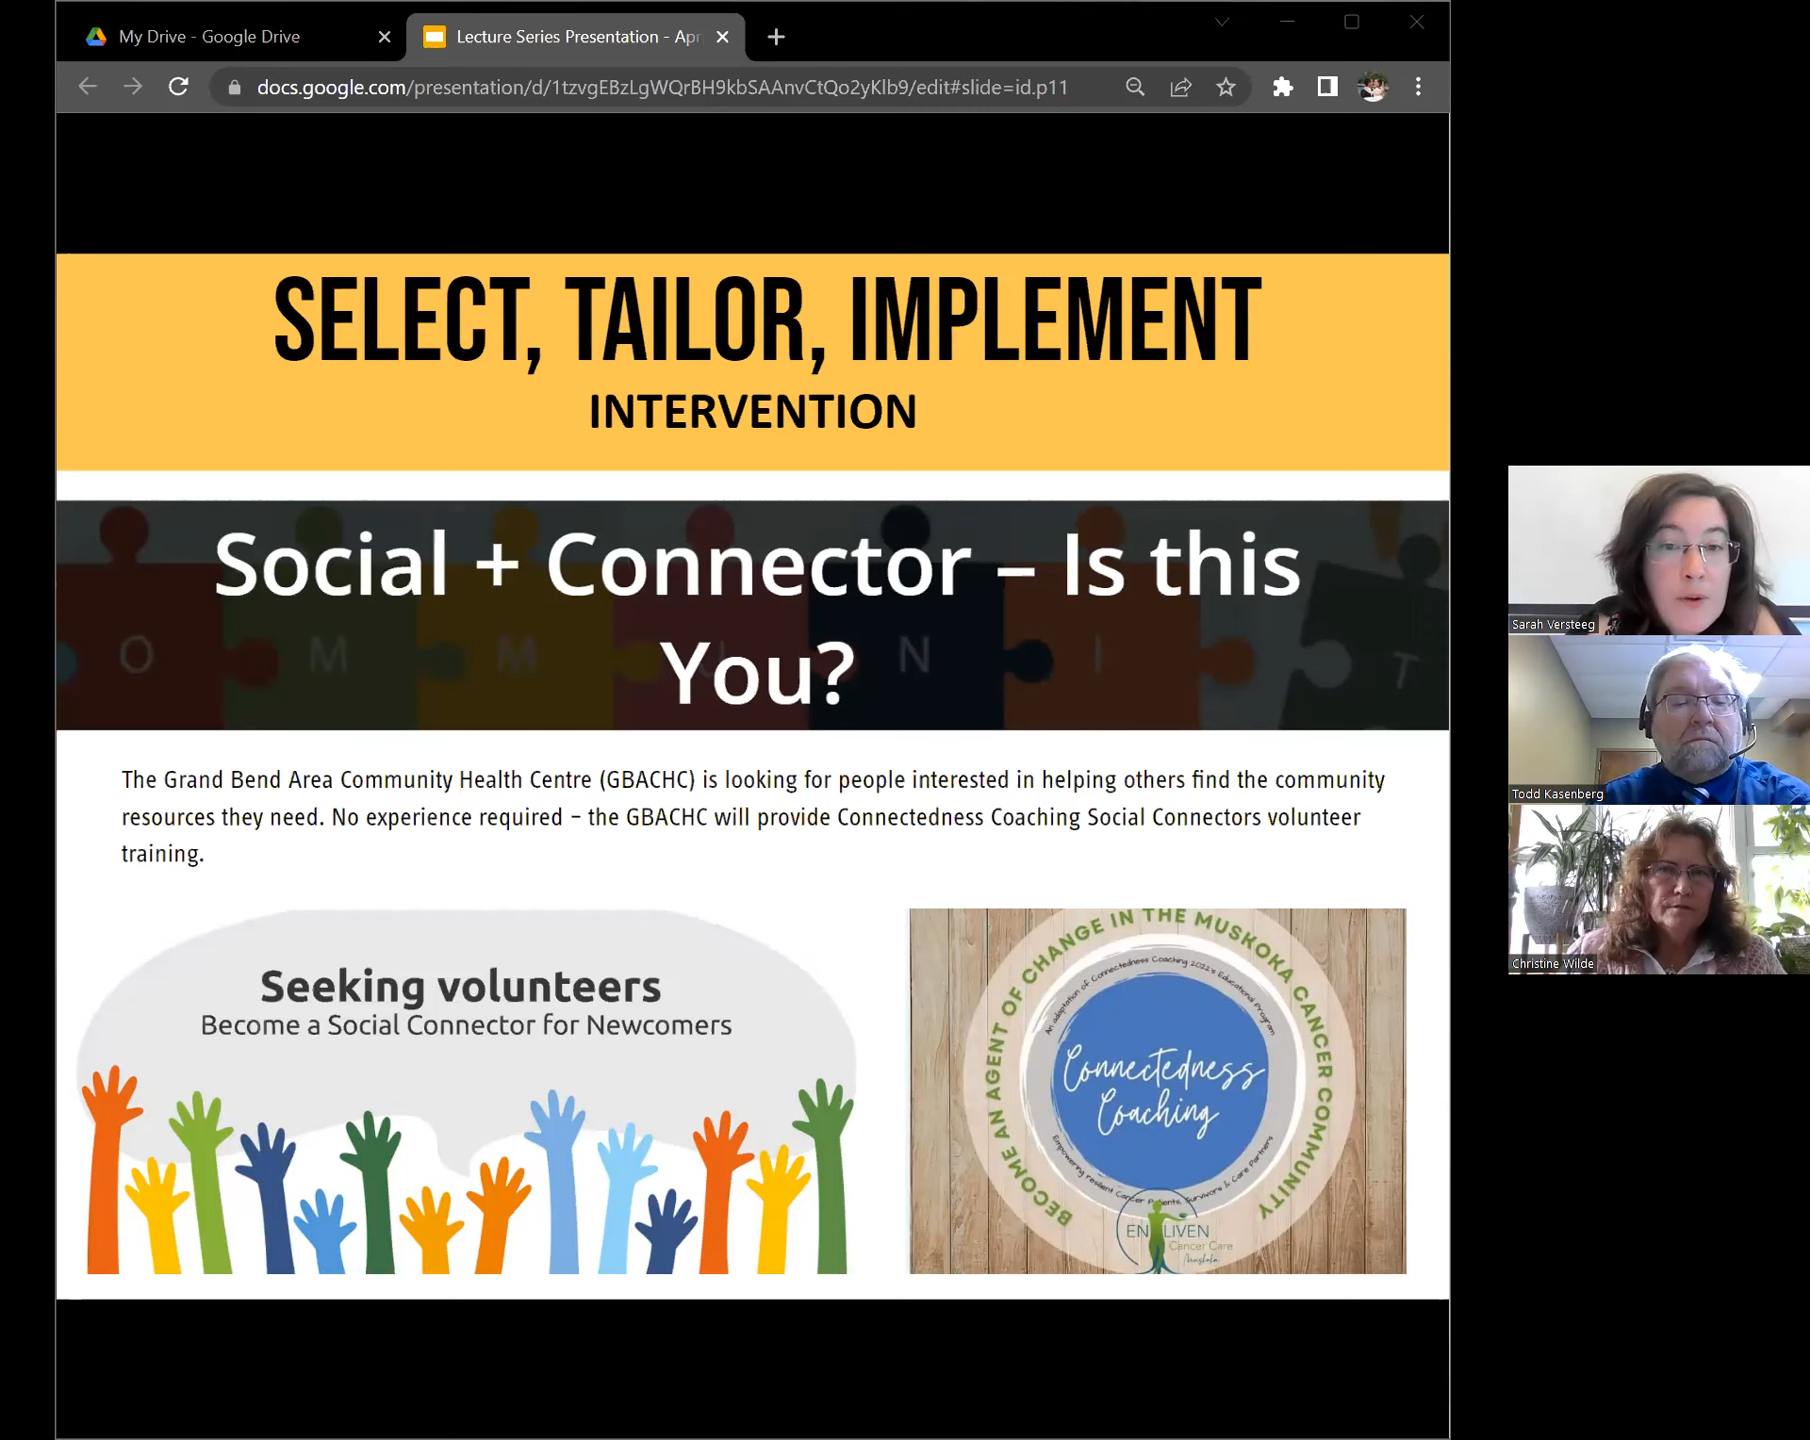 My Drive - Google Drive
Lecture Series Presentation - Apr
docs.google.com/presentation/d/1tzvgEBzLgWQrBH9kbSAAnvCtQo2yKlb9/edit#slide=id.p11
SELECT, TAILOR, IMPLEMENT
INTERVENTION
Social + Connector – Is this
You?
O M M U N I T
The Grand Bend Area Community Health Centre (GBACHC) is looking for people interested in helping others find the community
resources they need. No experience required – the GBACHC will provide Connectedness Coaching Social Connectors volunteer
training.
Seeking volunteers
Become a Social Connector for Newcomers
BECOME AN AGENT OF CHANGE IN THE MUSKOKA CANCER COMMUNITY
An adaptation of Connectedness Coaching 2022's Educational Program
Connectedness
Coaching
Empowering resilient Cancer Patients, Survivors & Care Partners
ENLIVEN
Cancer Care
Muskoka
Sarah Versteeg
Todd Kasenberg
Christine Wilde